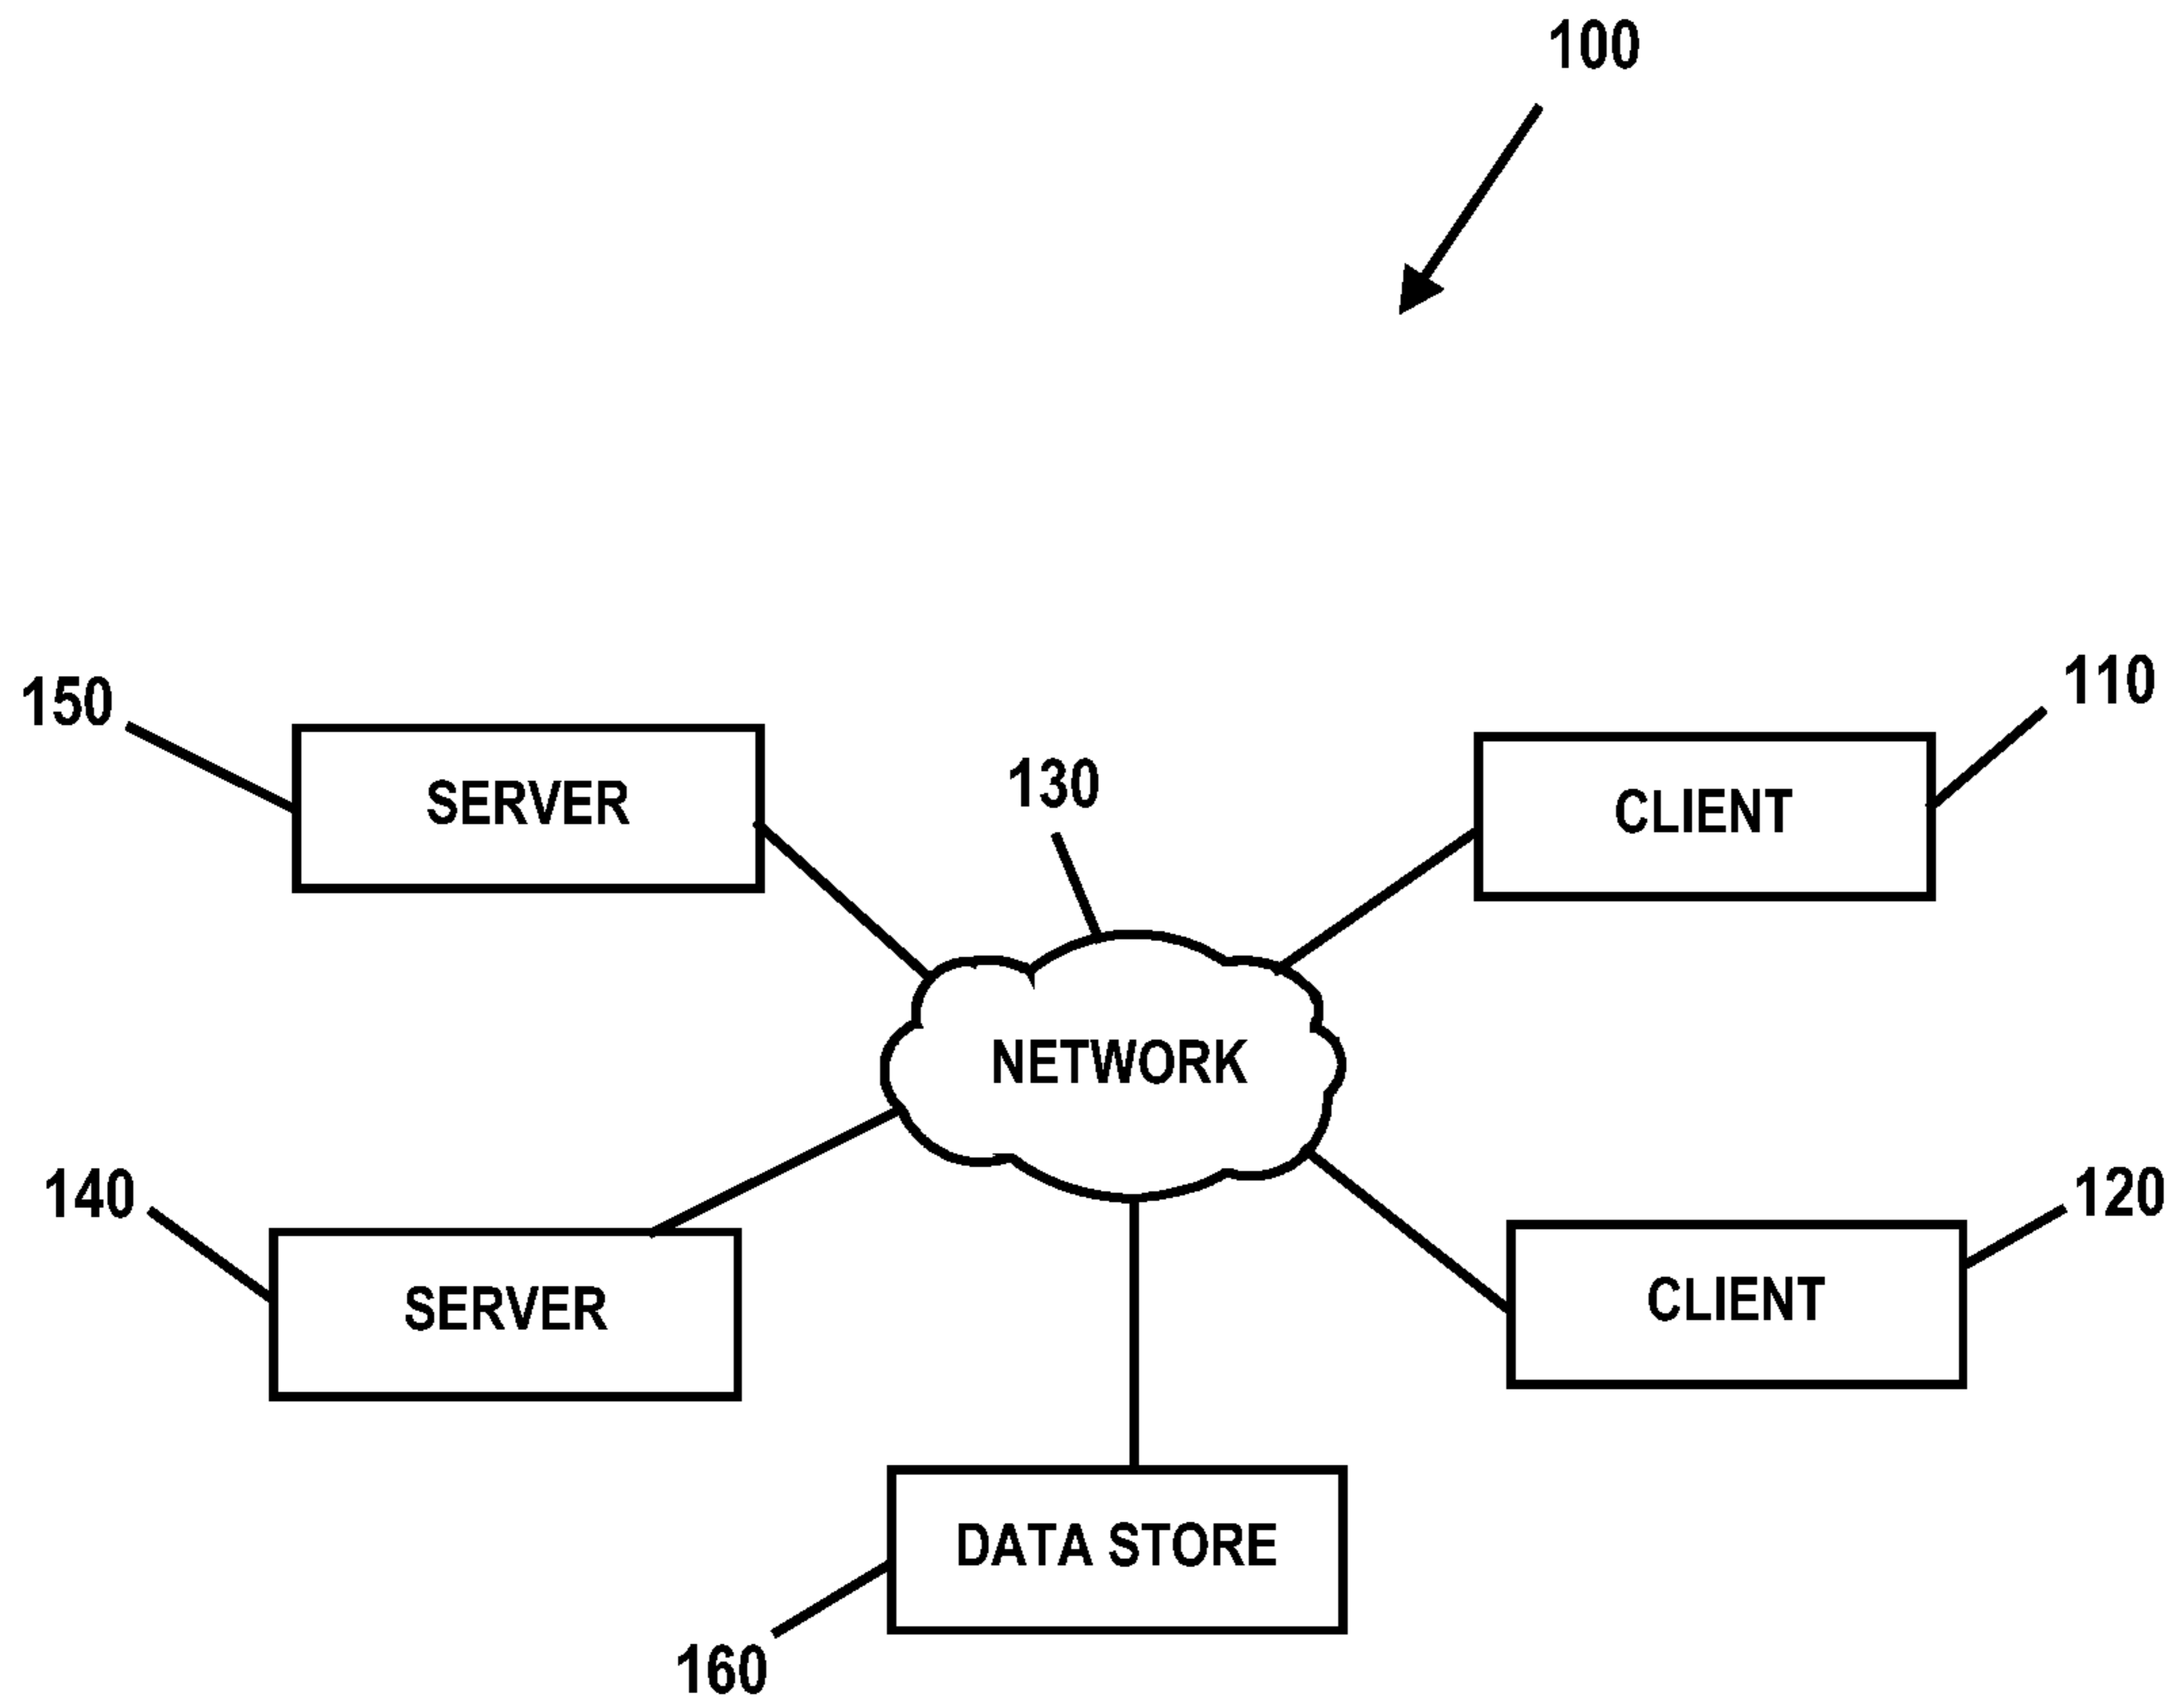 100
150
110
SERVER
130
CLIENT
NETWORK
140
120
SERVER
CLIENT
DATA STORE
160